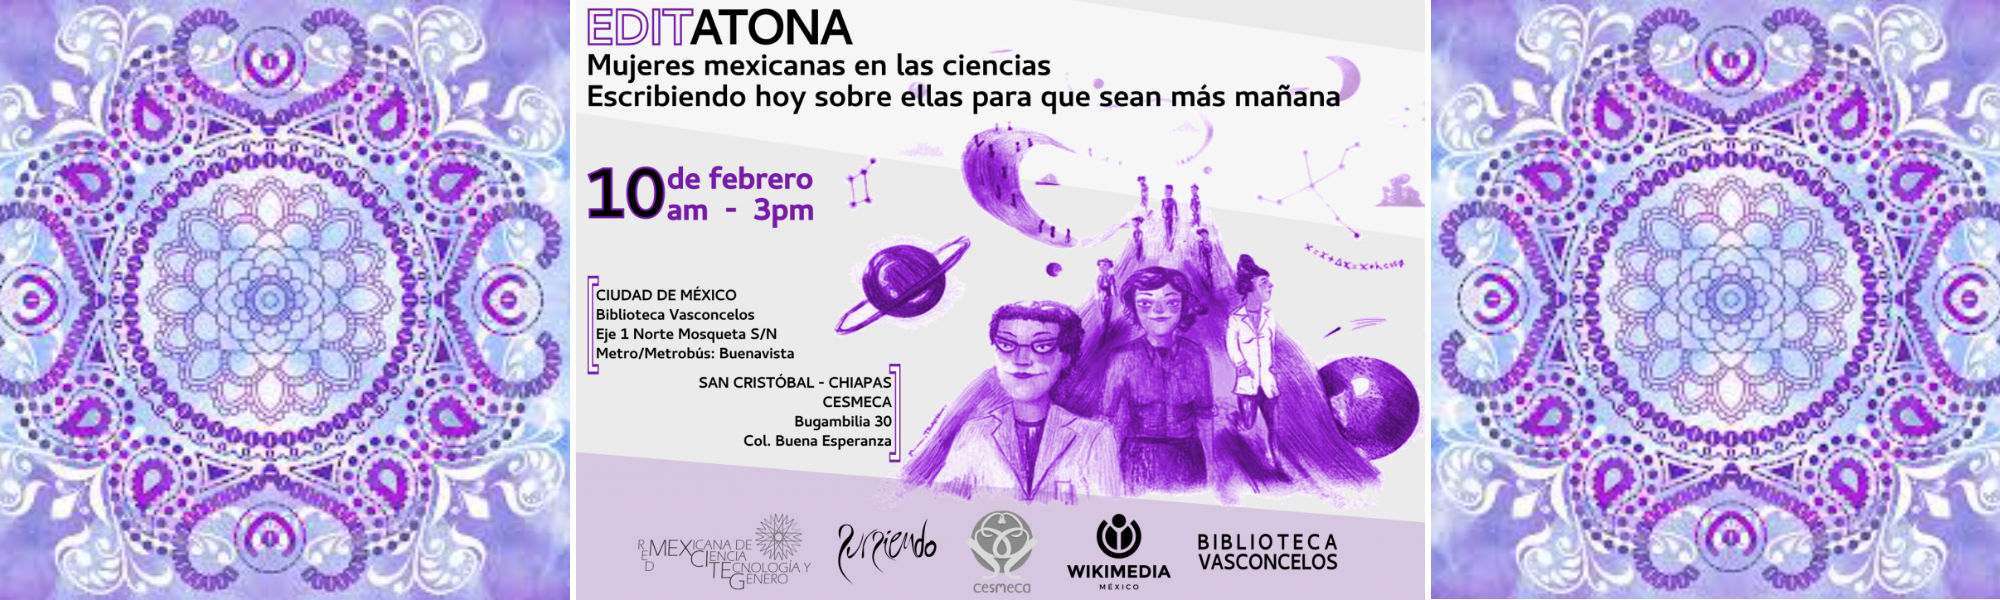 EDITATONA
Mujeres mexicanas en las ciencias
Escribiendo hoy sobre ellas para que sean más mañana
10 de febrero
am - 3pm
CIUDAD DE MÉXICO
Biblioteca Vasconcelos
Eje 1 Norte Mosqueta S/N
Metro/Metrobús: Buenavista
SAN CRISTÓBAL - CHIAPAS
CESMECA
Bugambilia 30
Col. Buena Esperanza
RED MEXICANA DE
CIENCIA
TECNOLOGÍA Y
GÉNERO
cesmeca
WIKIMEDIA
MÉXICO
BIBLIOTECA
VASCONCELOS